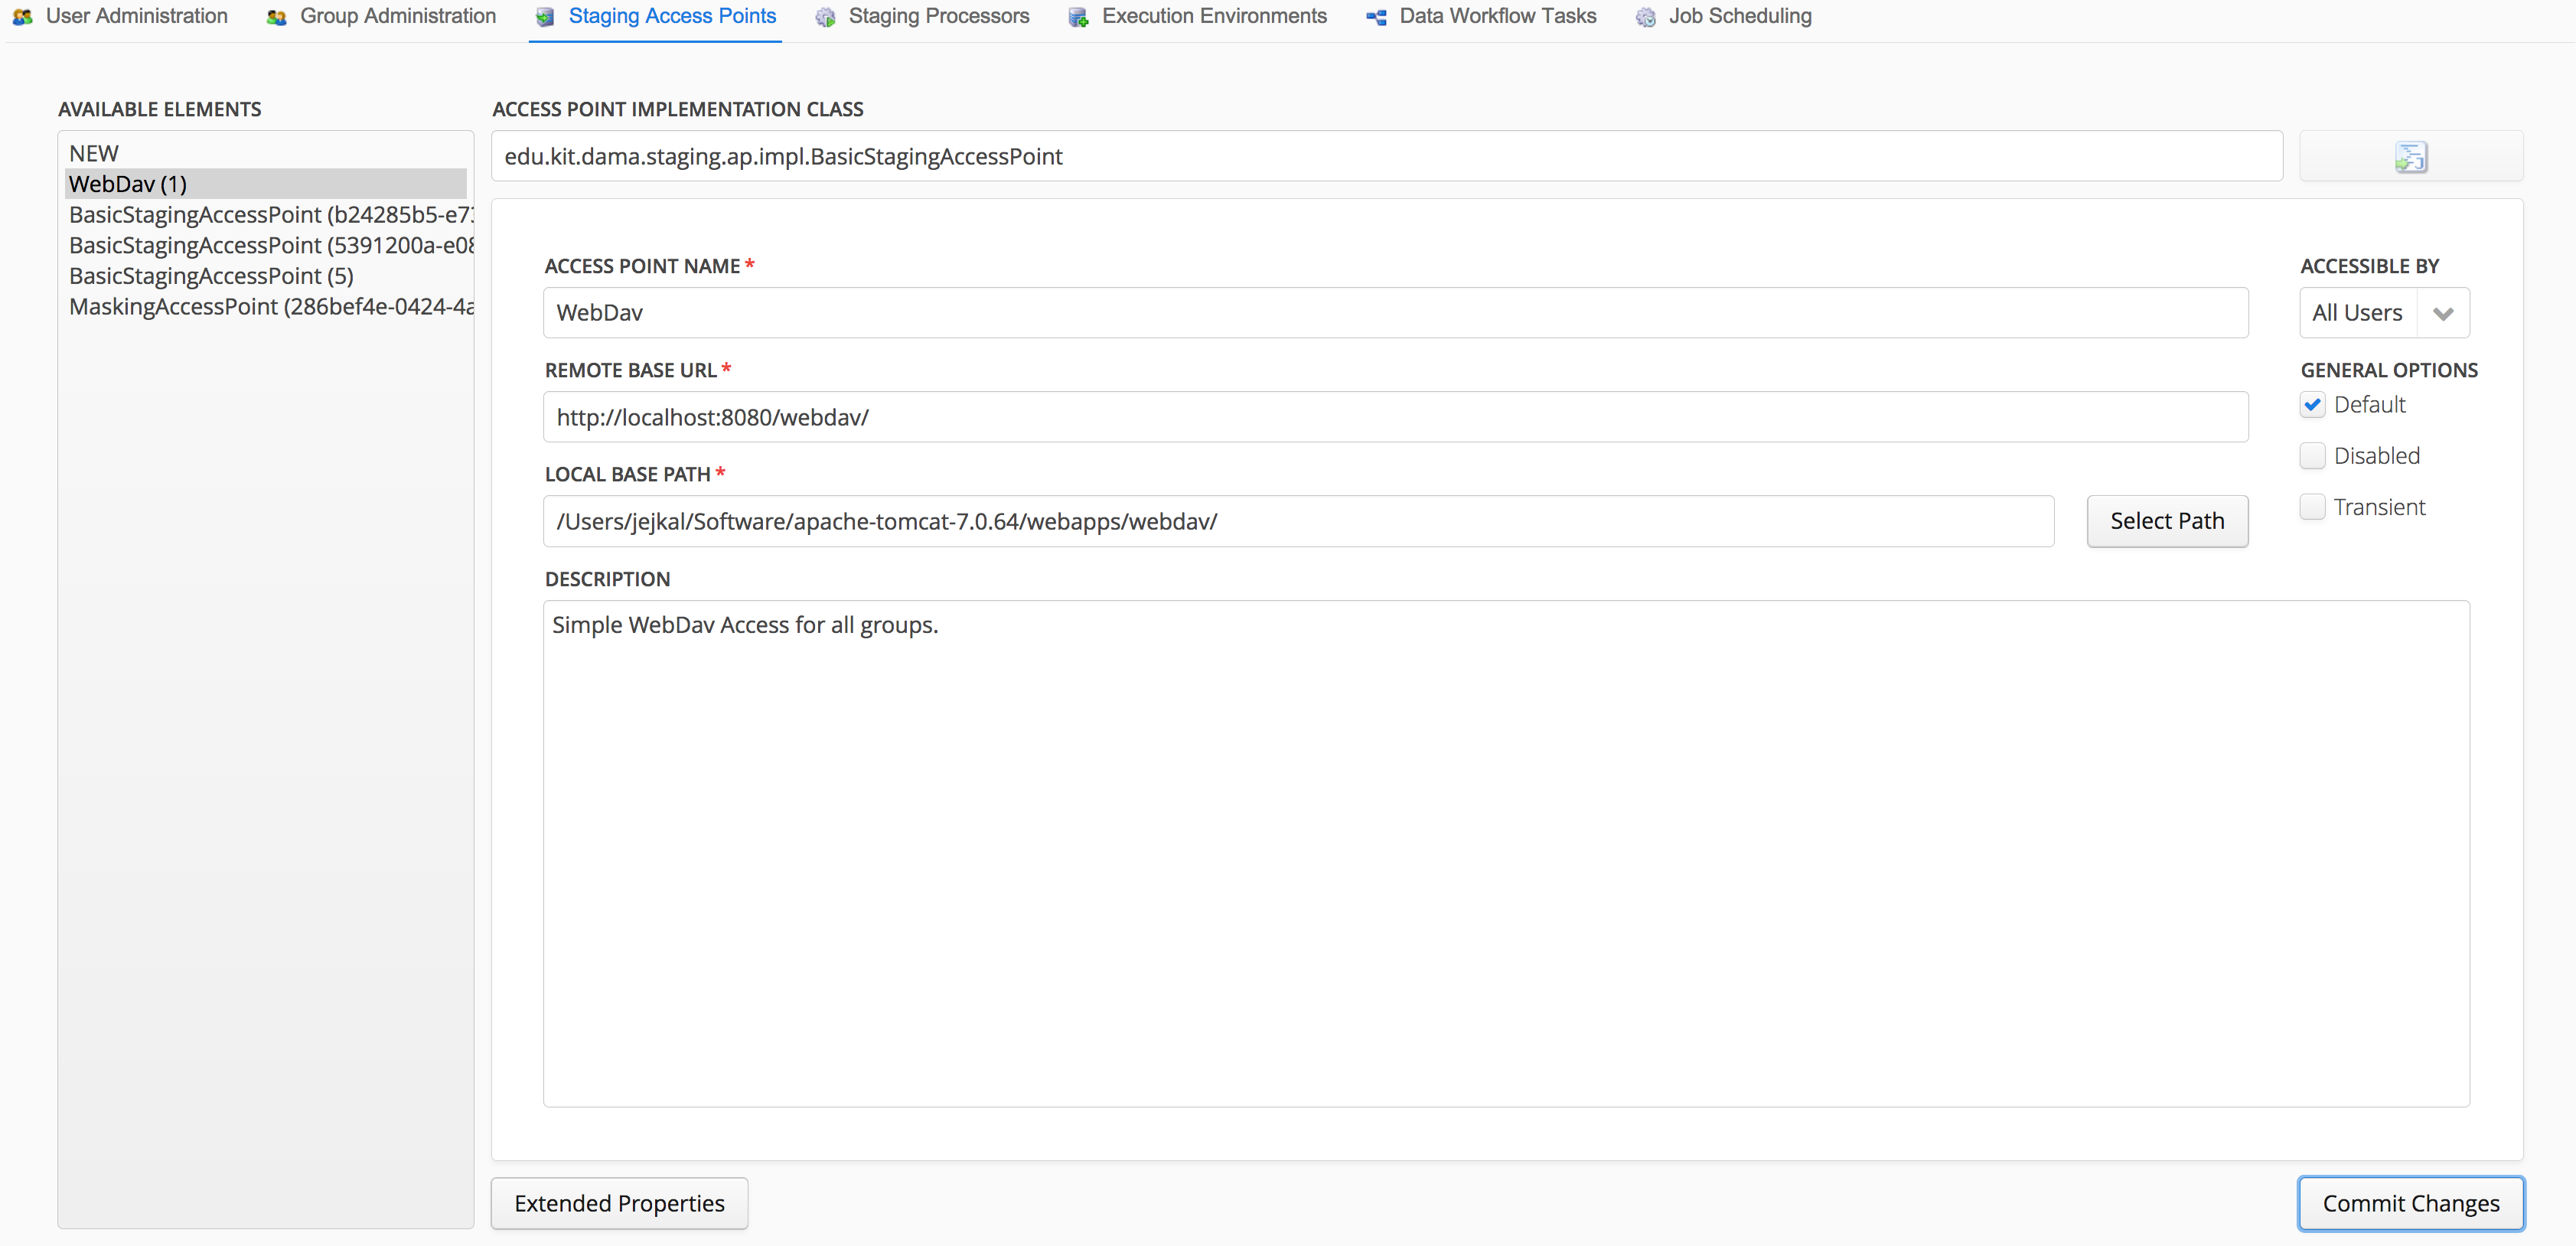 User Administration
Group Administration
Staging Access Points
Staging Processors
Execution Environments
Data Workflow Tasks
Job Scheduling
AVAILABLE ELEMENTS
NEW
WebDav (1)
BasicStagingAccessPoint (b24285b5-e73
BasicStagingAccessPoint (5391200a-e08
BasicStagingAccessPoint (5)
MaskingAccessPoint (286bef4e-0424-4a
ACCESS POINT IMPLEMENTATION CLASS
edu.kit.dama.staging.ap.impl.BasicStagingAccessPoint
ACCESS POINT NAME *
WebDav
REMOTE BASE URL *
http://localhost:8080/webdav/
LOCAL BASE PATH *
/Users/jejkal/Software/apache-tomcat-7.0.64/webapps/webdav/
Select Path
ACCESSIBLE BY
All Users
GENERAL OPTIONS
Default
Disabled
Transient
DESCRIPTION
Simple WebDav Access for all groups.
Extended Properties
Commit Changes